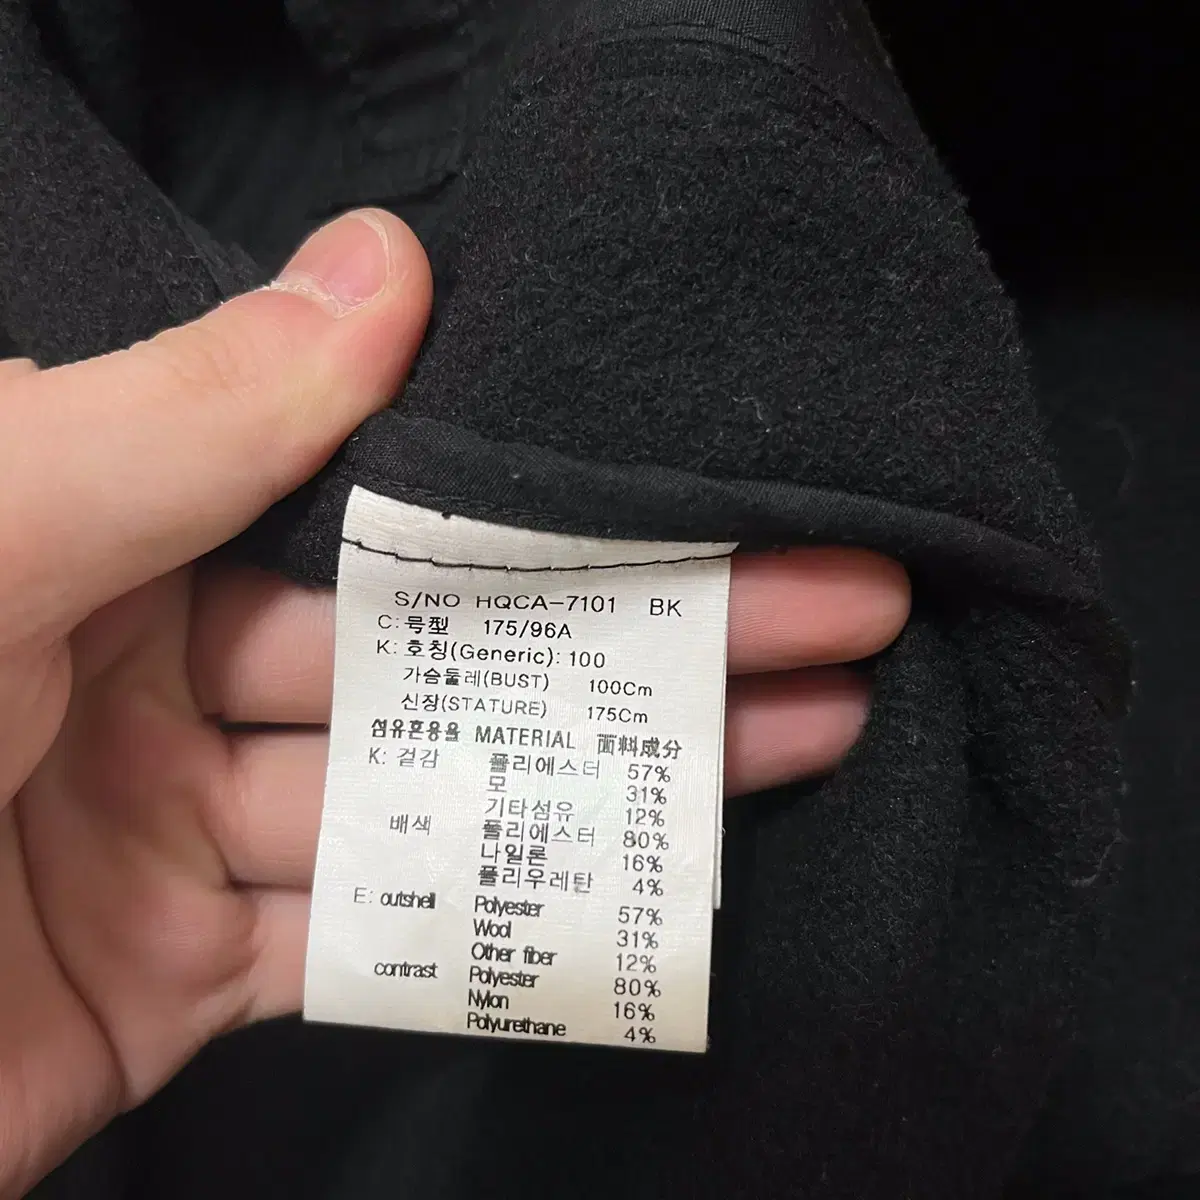 S/NO HQCA-7101 BK
C: 号型 175/96A
K: 호칭(Generic): 100
가슴둘레(BUST) 100Cm
신장(STATURE) 175Cm
섬유혼용율 MATERIAL 面料成分
K: 겉감 폴리에스터 57%
모 31%
기타섬유 12%
배색 폴리에스터 80%
나일론 16%
폴리우레탄 4%
E: outshell Polyester 57%
Wool 31%
Other fiber 12%
contrast Polyester 80%
Nylon 16%
Polyurethane 4%